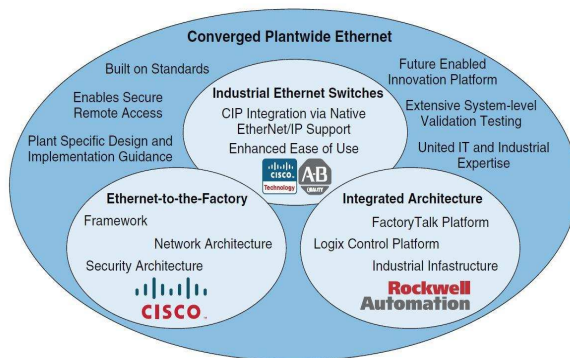 Converged Plantwide Ethernet
Built on Standards
Enables Secure
Remote Access
Plant Specific Design and
Implementation Guidance
Future Enabled
Innovation Platform
Extensive System-level
Validation Testing
United IT and Industrial
Expertise
Industrial Ethernet Switches
CIP Integration via Native
EtherNet/IP Support
Enhanced Ease of Use
CISCO.
Technology
A-B
QUALITY
Ethernet-to-the-Factory
Framework
Network Architecture
Security Architecture
CISCO
Integrated Architecture
FactoryTalk Platform
Logix Control Platform
Industrial Infastructure
Rockwell
Automation